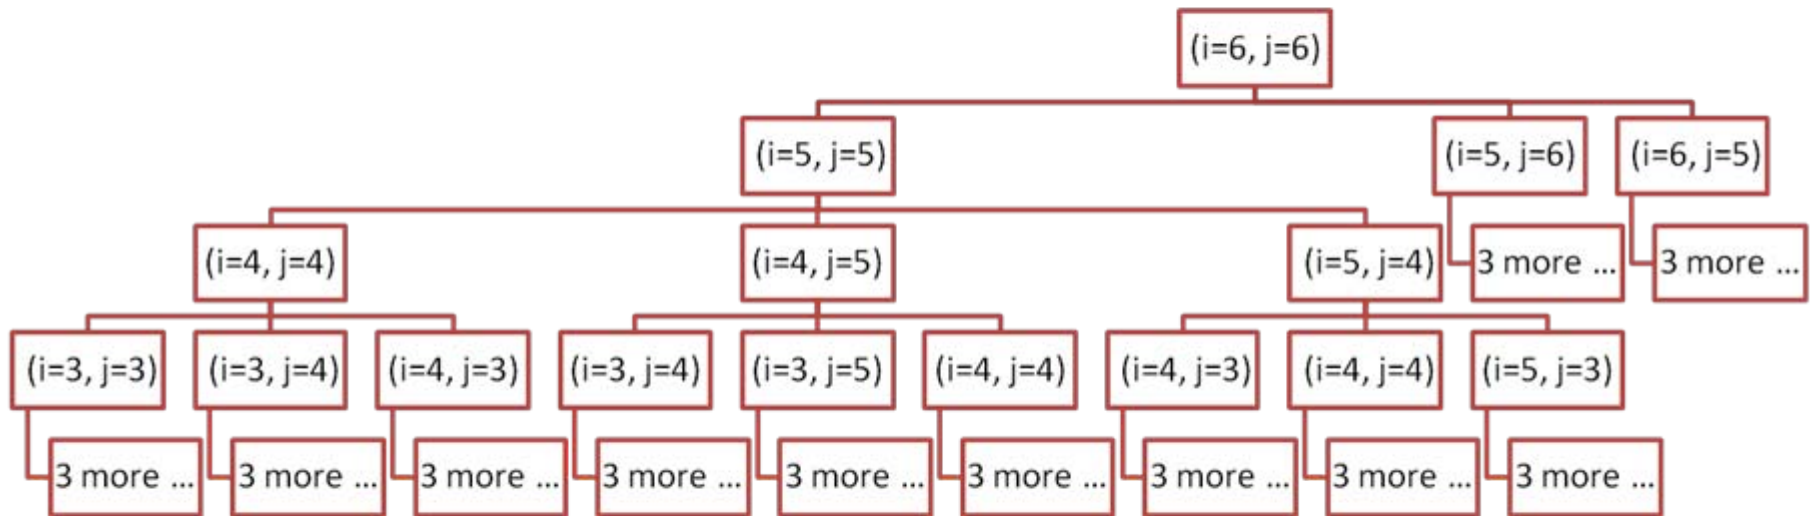 (i=6, j=6)
(i=5, j=5)
(i=5, j=6)
(i=6, j=5)
(i=4, j=4)
(i=4, j=5)
(i=5, j=4)
3 more ...
3 more ...
(i=3, j=3)
(i=3, j=4)
(i=4, j=3)
(i=3, j=4)
(i=3, j=5)
(i=4, j=4)
(i=4, j=3)
(i=4, j=4)
(i=5, j=3)
3 more ...
3 more ...
3 more ...
3 more ...
3 more ...
3 more ...
3 more ...
3 more ...
3 more ...